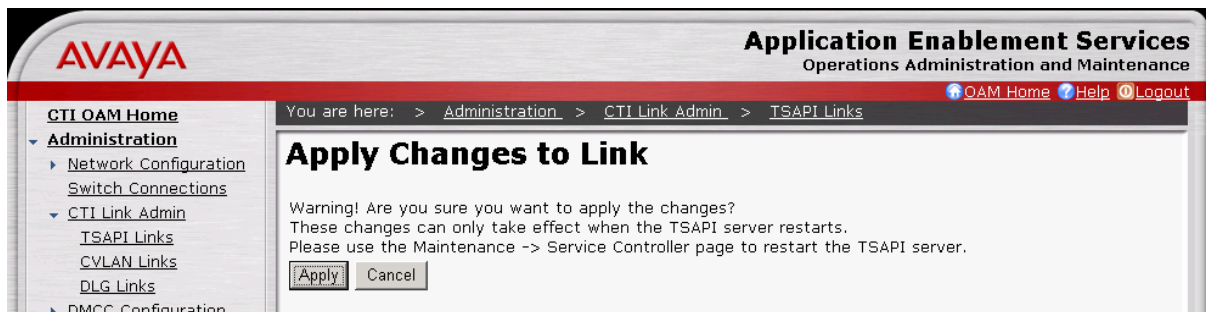 AVAYA
Application Enablement Services
Operations Administration and Maintenance
OAM Home Help Logout
CTI OAM Home
You are here: > Administration > CTI Link Admin > TSAPI Links
Administration
Network Configuration
Switch Connections
CTI Link Admin
TSAPI Links
CVLAN Links
DLG Links
DMCC Configuration
Apply Changes to Link
Warning! Are you sure you want to apply the changes?
These changes can only take effect when the TSAPI server restarts.
Please use the Maintenance -> Service Controller page to restart the TSAPI server.
Apply Cancel